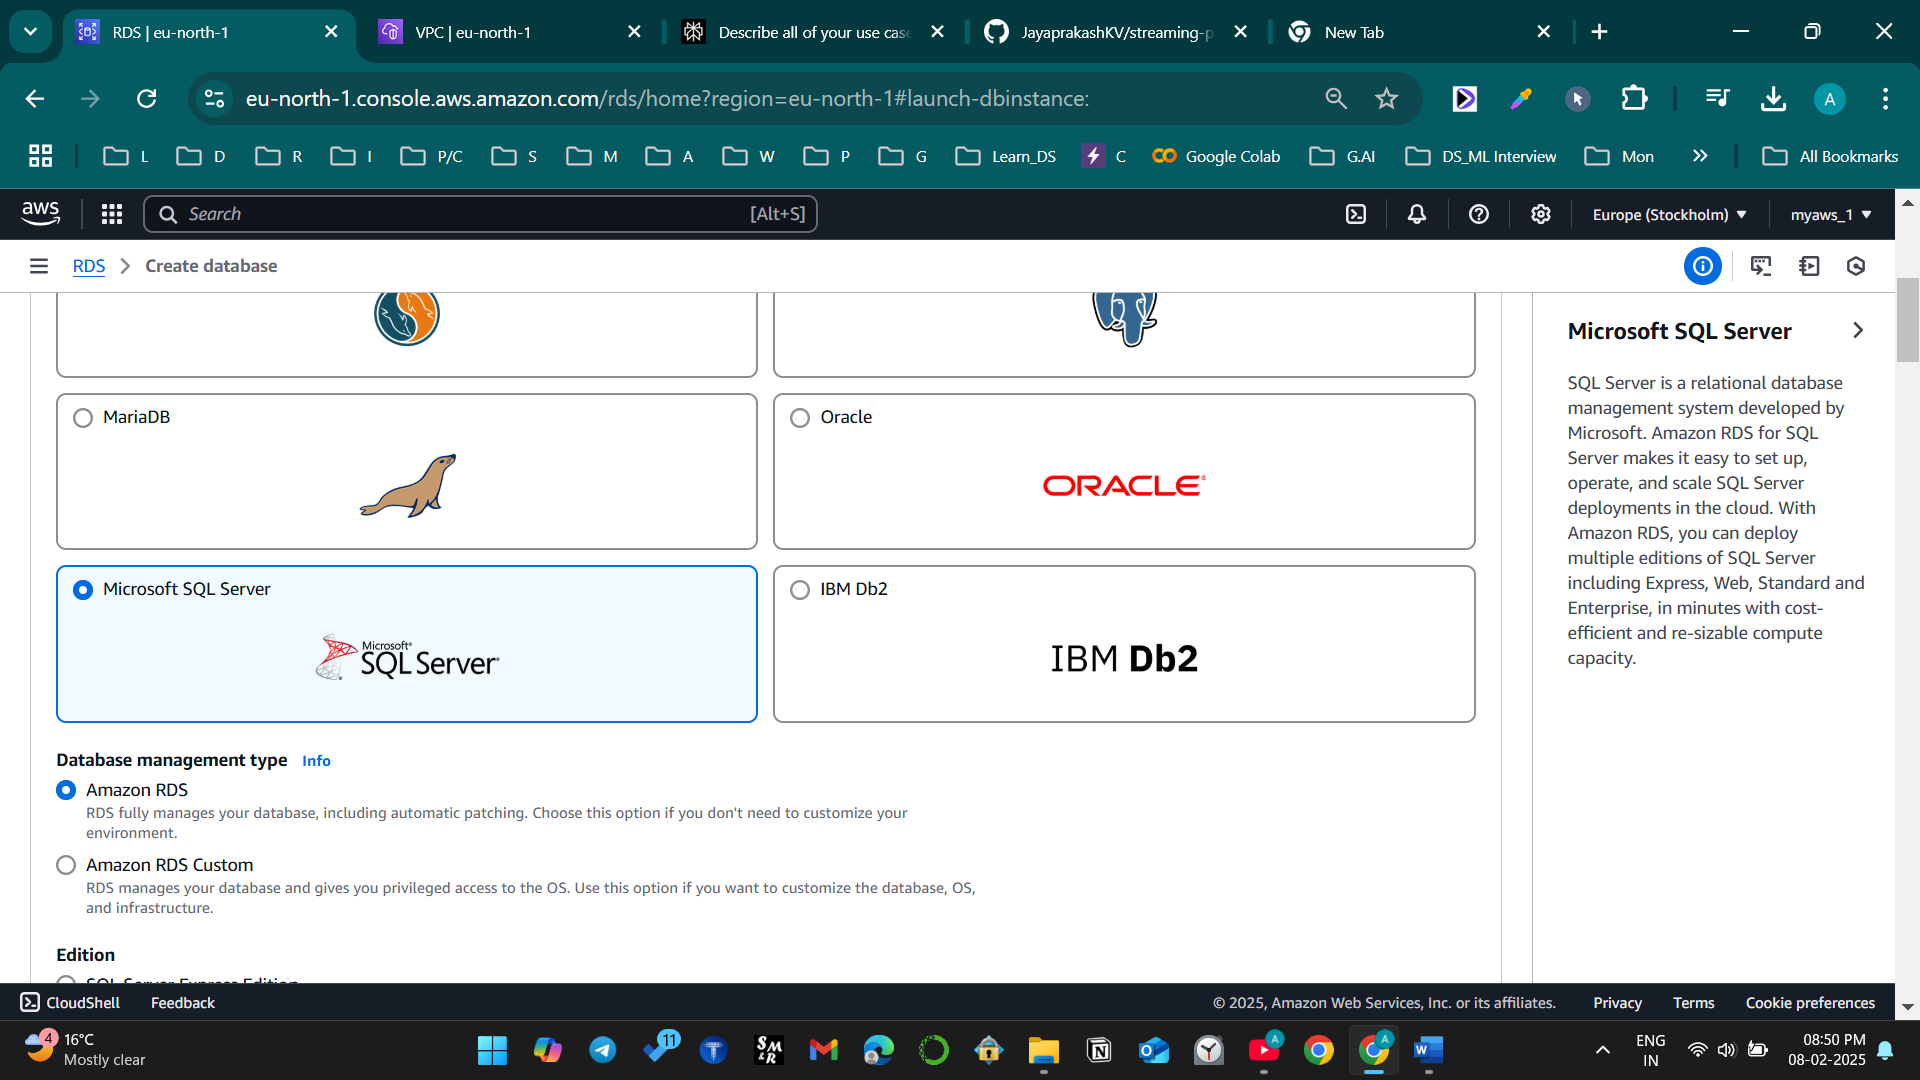 RDS | eu-north-1
VPC | eu-north-1
Describe all of your use case
JayaprakashKV/streaming-p
New Tab
eu-north-1.console.aws.amazon.com/rds/home?region=eu-north-1#launch-dbinstance:
A
L
D
R
I
P/C
S
M
A
W
P
G
Learn_DS
C
Google Colab
G.AI
DS_ML Interview
Mon
All Bookmarks
aws
Search
[Alt+S]
Europe (Stockholm)
myaws_1
RDS
Create database
MariaDB
Oracle
ORACLE
Microsoft SQL Server
Microsoft
SQL Server
IBM Db2
IBM Db2
Database management type
Info
Amazon RDS
RDS fully manages your database, including automatic patching. Choose this option if you don't need to customize your
environment.
Amazon RDS Custom
RDS manages your database and gives you privileged access to the OS. Use this option if you want to customize the database, OS,
and infrastructure.
Edition
SQL Server Express Edition
Microsoft SQL Server
SQL Server is a relational database
management system developed by
Microsoft. Amazon RDS for SQL
Server makes it easy to set up,
operate, and scale SQL Server
deployments in the cloud. With
Amazon RDS, you can deploy
multiple editions of SQL Server
including Express, Web, Standard and
Enterprise, in minutes with cost-
efficient and re-sizable compute
capacity.
CloudShell
Feedback
© 2025, Amazon Web Services, Inc. or its affiliates.
Privacy
Terms
Cookie preferences
4
16°C
Mostly clear
11
T
SM
&R
A
A
ENG
IN
08:50 PM
08-02-2025